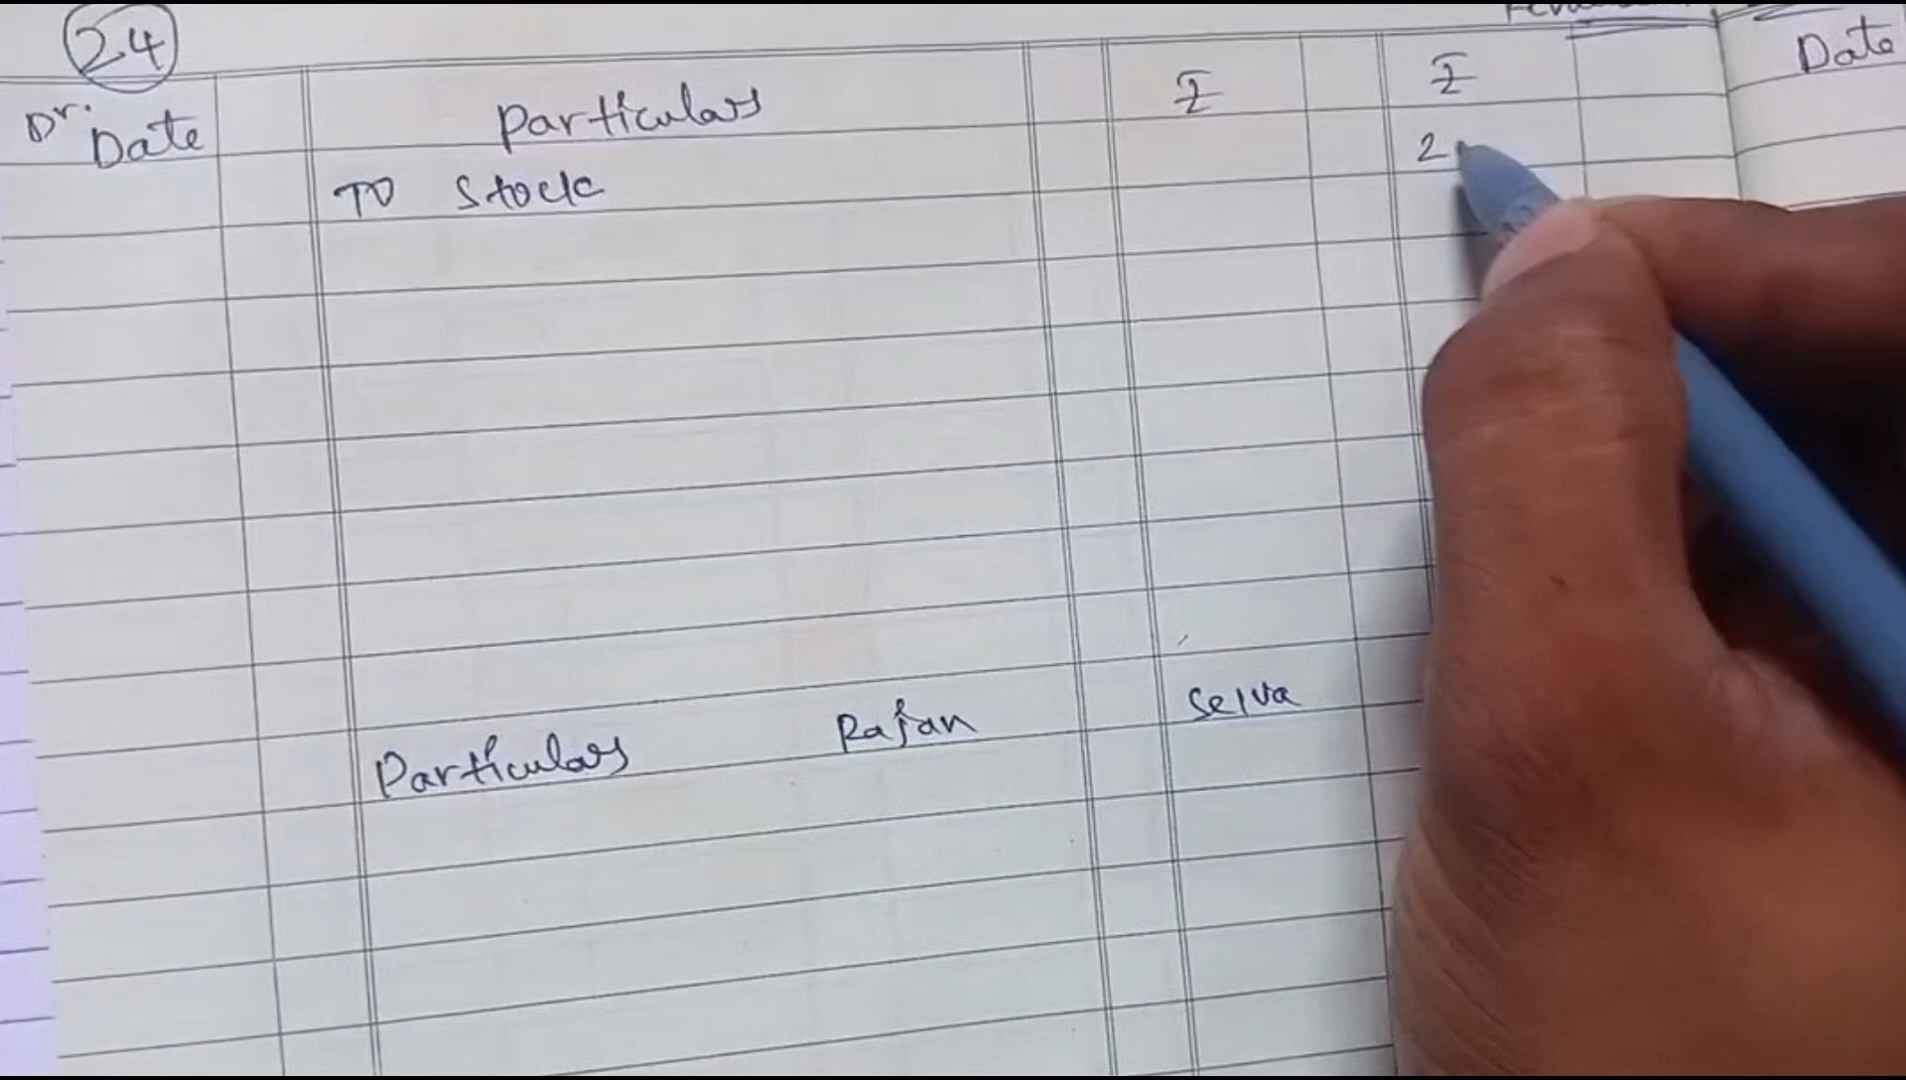 24
Dr. Date Particulars ₹ ₹ Date
To Stock 2
Particulars Rajan Selva